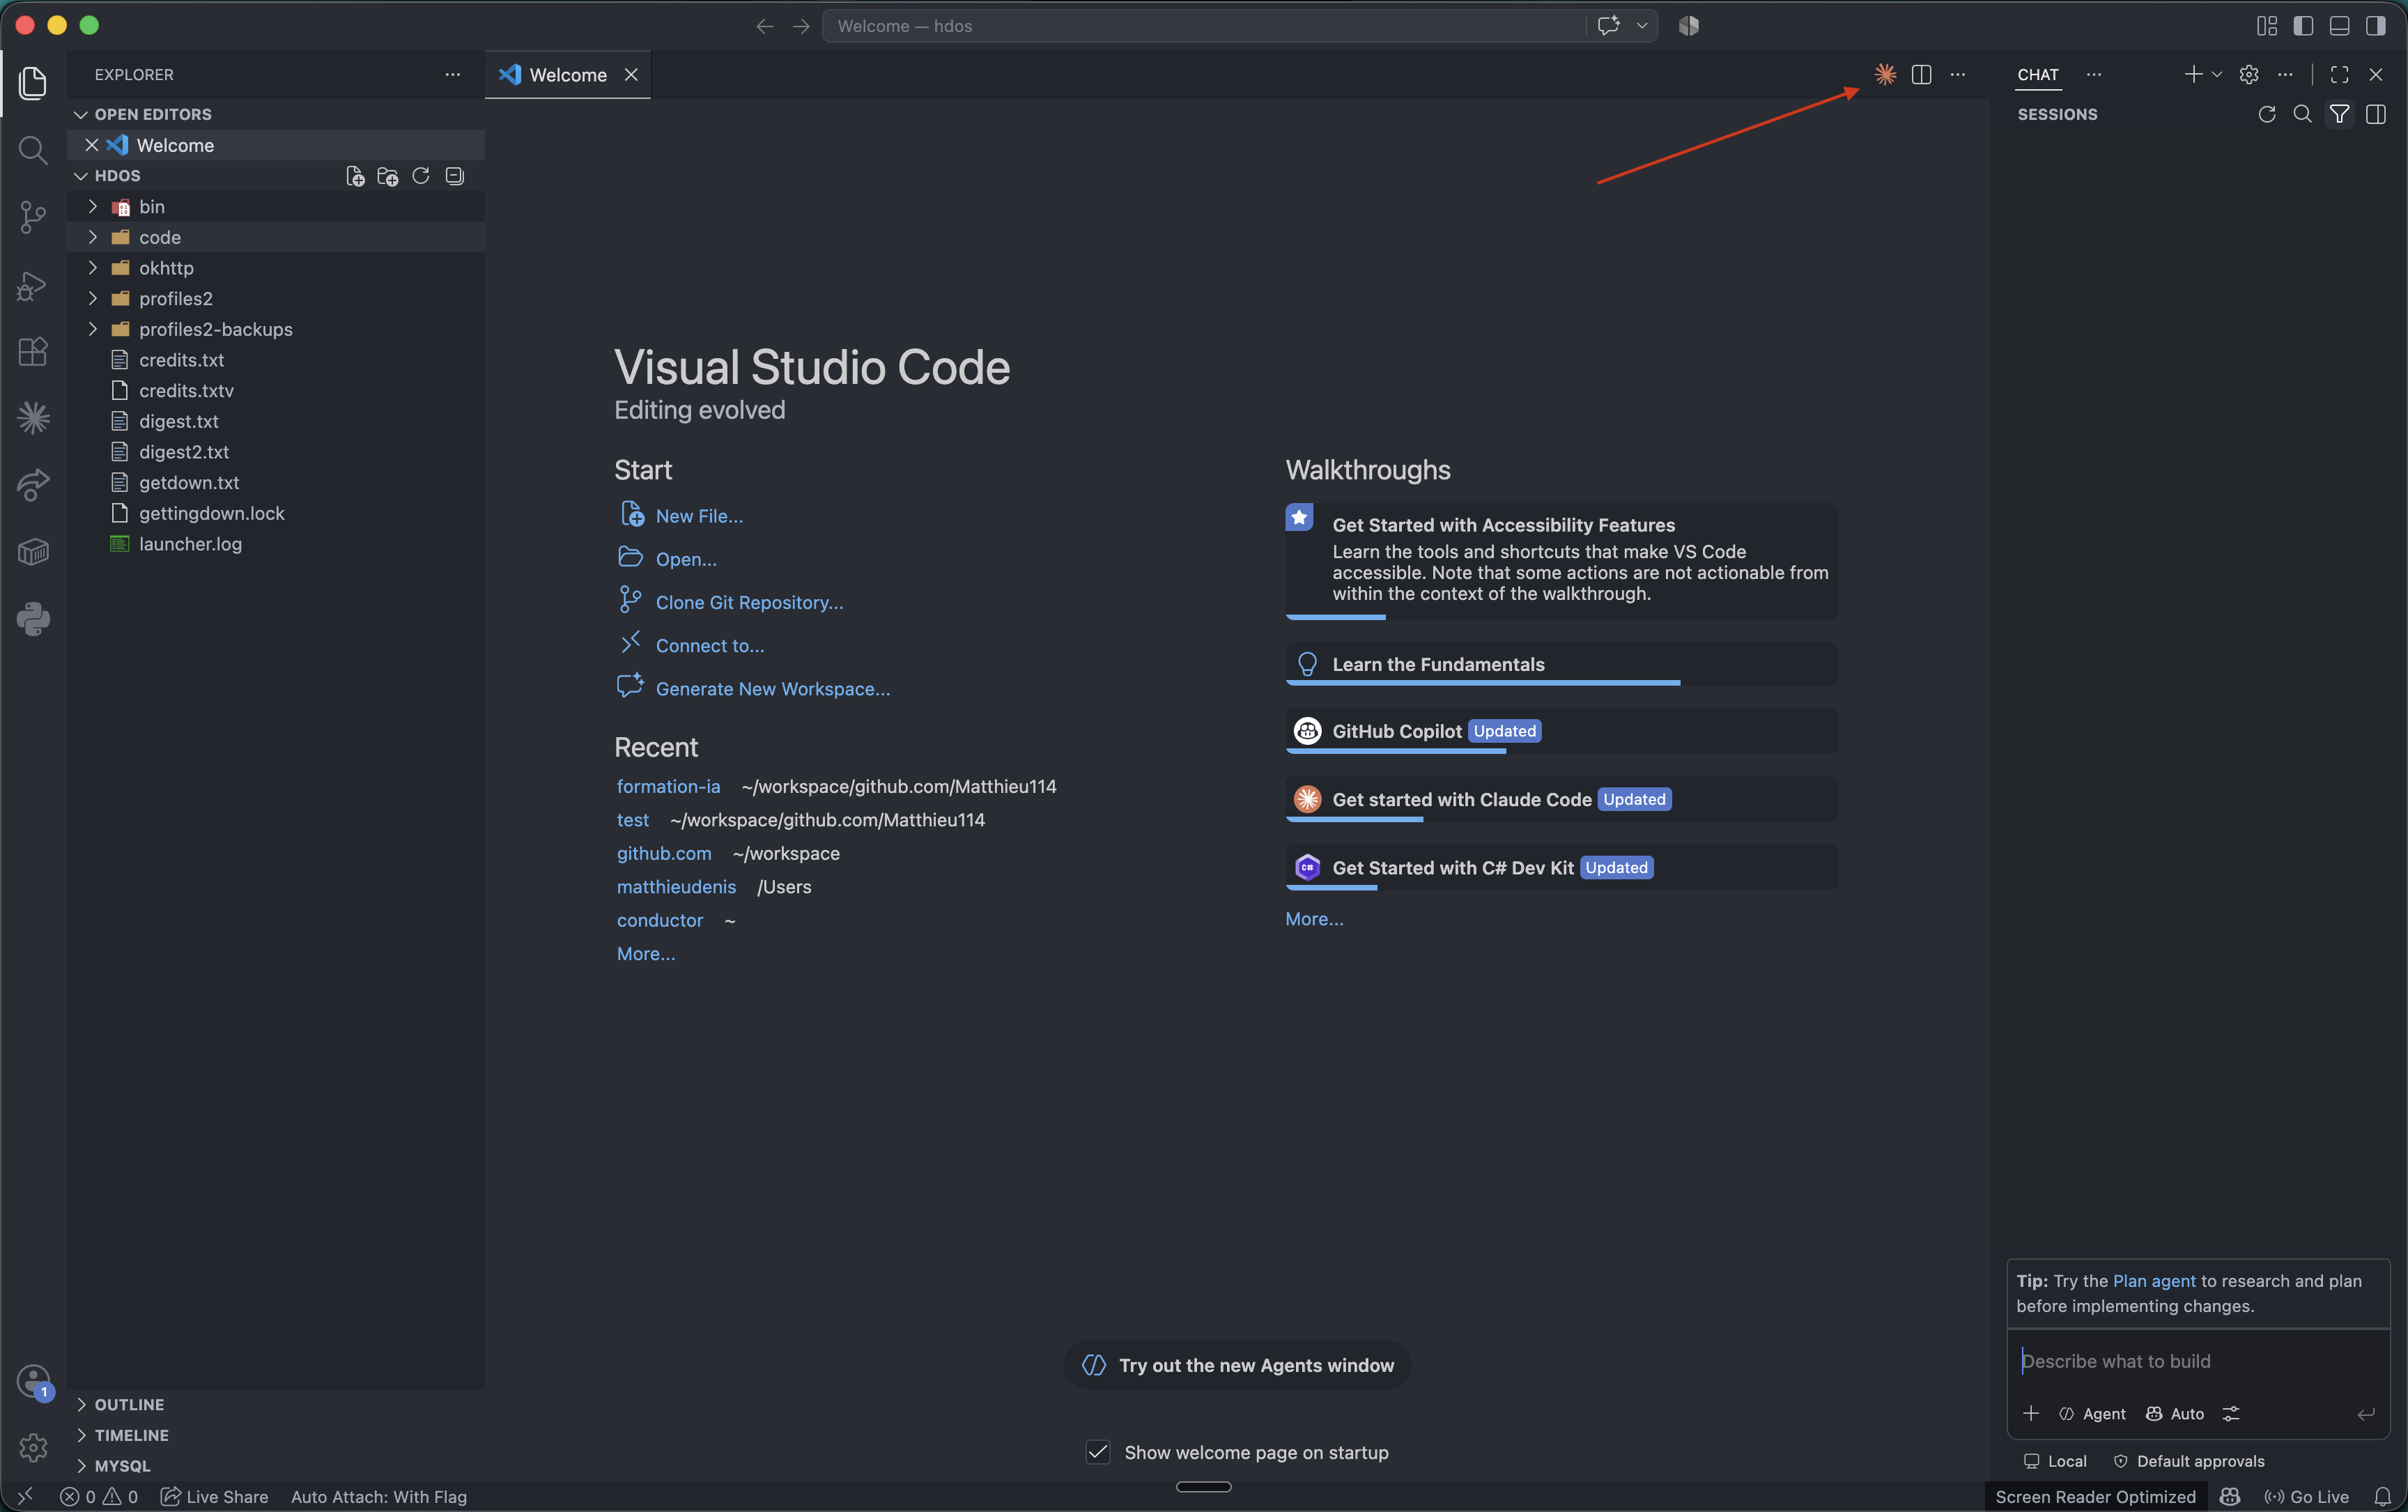 Welcome — hdos
EXPLORER
OPEN EDITORS
Welcome
HDOS
bin
code
okhttp
profiles2
profiles2-backups
credits.txt
credits.txtv
digest.txt
digest2.txt
getdown.txt
gettingdown.lock
launcher.log
OUTLINE
TIMELINE
MYSQL
1
Welcome
Visual Studio Code
Editing evolved
Start
New File...
Open...
Clone Git Repository...
Connect to...
Generate New Workspace...
Recent
formation-ia ~/workspace/github.com/Matthieu114
test ~/workspace/github.com/Matthieu114
github.com ~/workspace
matthieudenis /Users
conductor ~
More...
Walkthroughs
Get Started with Accessibility Features
Learn the tools and shortcuts that make VS Code
accessible. Note that some actions are not actionable from
within the context of the walkthrough.
Learn the Fundamentals
GitHub Copilot Updated
Get started with Claude Code Updated
C#
Get Started with C# Dev Kit Updated
More...
Try out the new Agents window
Show welcome page on startup
CHAT
SESSIONS
Tip: Try the Plan agent to research and plan
before implementing changes.
Describe what to build
Agent Auto
Local Default approvals
0 0 Live Share Auto Attach: With Flag
Screen Reader Optimized Go Live